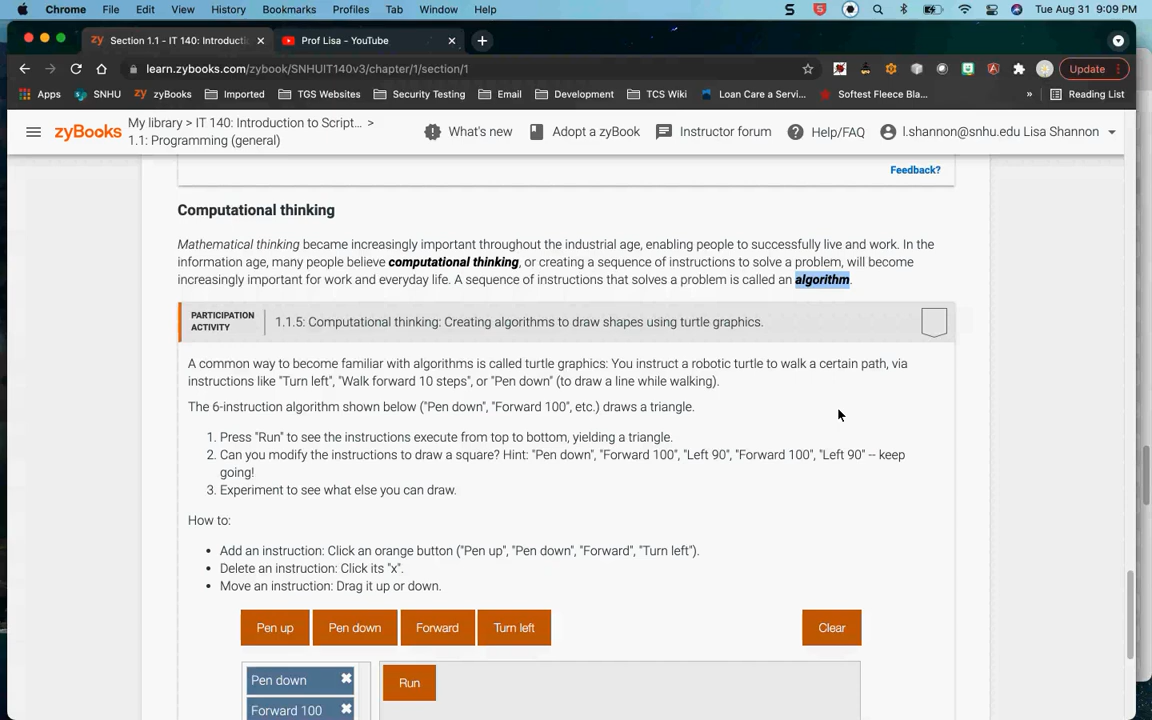 Chrome File Edit View History Bookmarks Profiles Tab Window Help Tue Aug 31 9:09 PM
Section 1.1 - IT 140: Introducti Prof Lisa - YouTube
learn.zybooks.com/zybook/SNHUIT140v3/chapter/1/section/1 Update
Apps SNHU zyBooks Imported TGS Websites Security Testing Email Development TCS Wiki Loan Care a Servi... Softest Fleece Bla... » Reading List
zyBooks My library > IT 140: Introduction to Script... > What's new Adopt a zyBook Instructor forum Help/FAQ l.shannon@snhu.edu Lisa Shannon
1.1: Programming (general)
Feedback?
Computational thinking
Mathematical thinking became increasingly important throughout the industrial age, enabling people to successfully live and work. In the
information age, many people believe computational thinking, or creating a sequence of instructions to solve a problem, will become
increasingly important for work and everyday life. A sequence of instructions that solves a problem is called an algorithm.
PARTICIPATION
ACTIVITY
1.1.5: Computational thinking: Creating algorithms to draw shapes using turtle graphics.
A common way to become familiar with algorithms is called turtle graphics: You instruct a robotic turtle to walk a certain path, via
instructions like "Turn left", "Walk forward 10 steps", or "Pen down" (to draw a line while walking).
The 6-instruction algorithm shown below ("Pen down", "Forward 100", etc.) draws a triangle.
1. Press "Run" to see the instructions execute from top to bottom, yielding a triangle.
2. Can you modify the instructions to draw a square? Hint: "Pen down", "Forward 100", "Left 90", "Forward 100", "Left 90" -- keep
going!
3. Experiment to see what else you can draw.
How to:
• Add an instruction: Click an orange button ("Pen up", "Pen down", "Forward", "Turn left").
• Delete an instruction: Click its "x".
• Move an instruction: Drag it up or down.
Pen up Pen down Forward Turn left Clear
Pen down Run
Forward 100